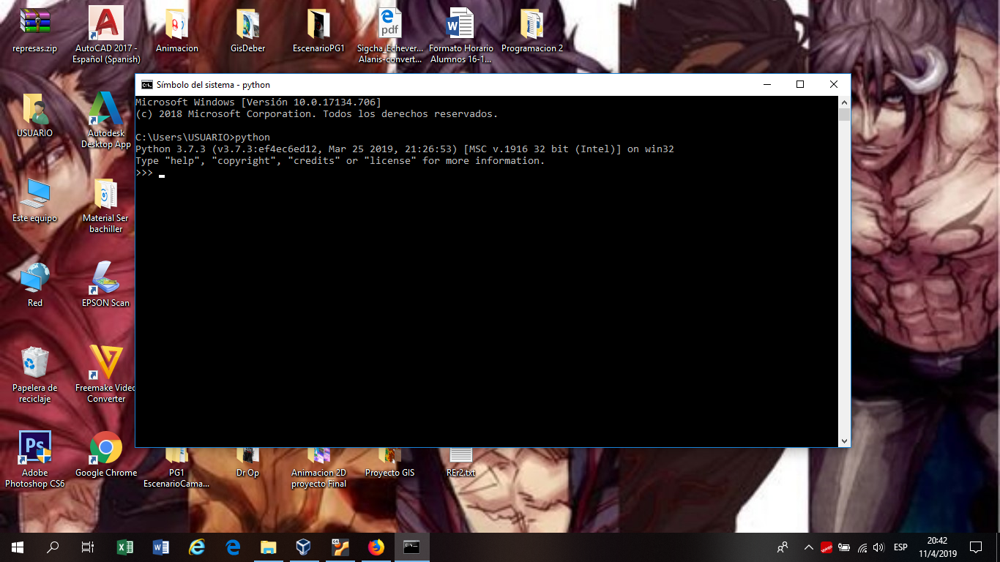 represas.zip
AutoCAD 2017 -
Español (Spanish)
Animacion
GisDeber
EscenarioPG1
pdf
Sigcha_Echever...
Alanis-convert...
Formato Horario
Alumnos 16-1...
Programacion 2
Símbolo del sistema - python
Microsoft Windows [Versión 10.0.17134.706]
(c) 2018 Microsoft Corporation. Todos los derechos reservados.
C:\Users\USUARIO>python
Python 3.7.3 (v3.7.3:ef4ec6ed12, Mar 25 2019, 21:26:53) [MSC v.1916 32 bit (Intel)] on win32
Type "help", "copyright", "credits" or "license" for more information.
>>>
USUARIO
Autodesk
Desktop App
Este equipo
Material Ser
bachiller
Red
EPSON Scan
Papelera de
reciclaje
Freemake Video
Converter
Ps
Adobe
Photoshop CS6
Google Chrome
PG1
EscenarioCama...
Dr Op
Animacion 2D
proyecto Final
Proyecto GIS
REr2.txt
ESP
20:42
11/4/2019